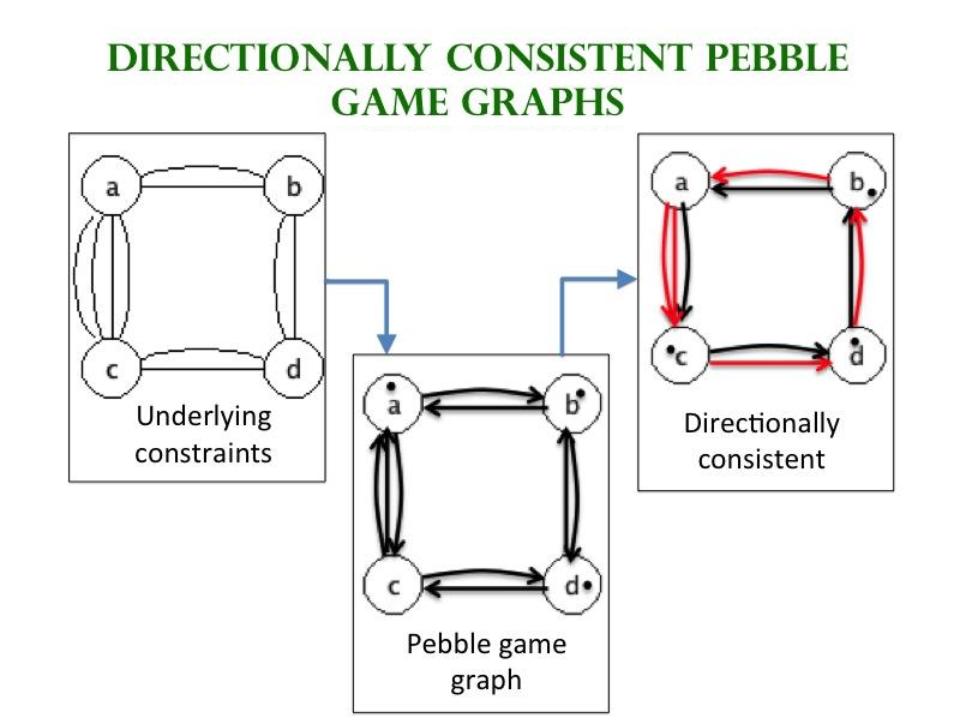 DIRECTIONALLY CONSISTENT PEBBLE
GAME GRAPHS
a
b
c
d
Underlying
constraints
a
b
c
d
Pebble game
graph
a
b
c
d
Directionally
consistent